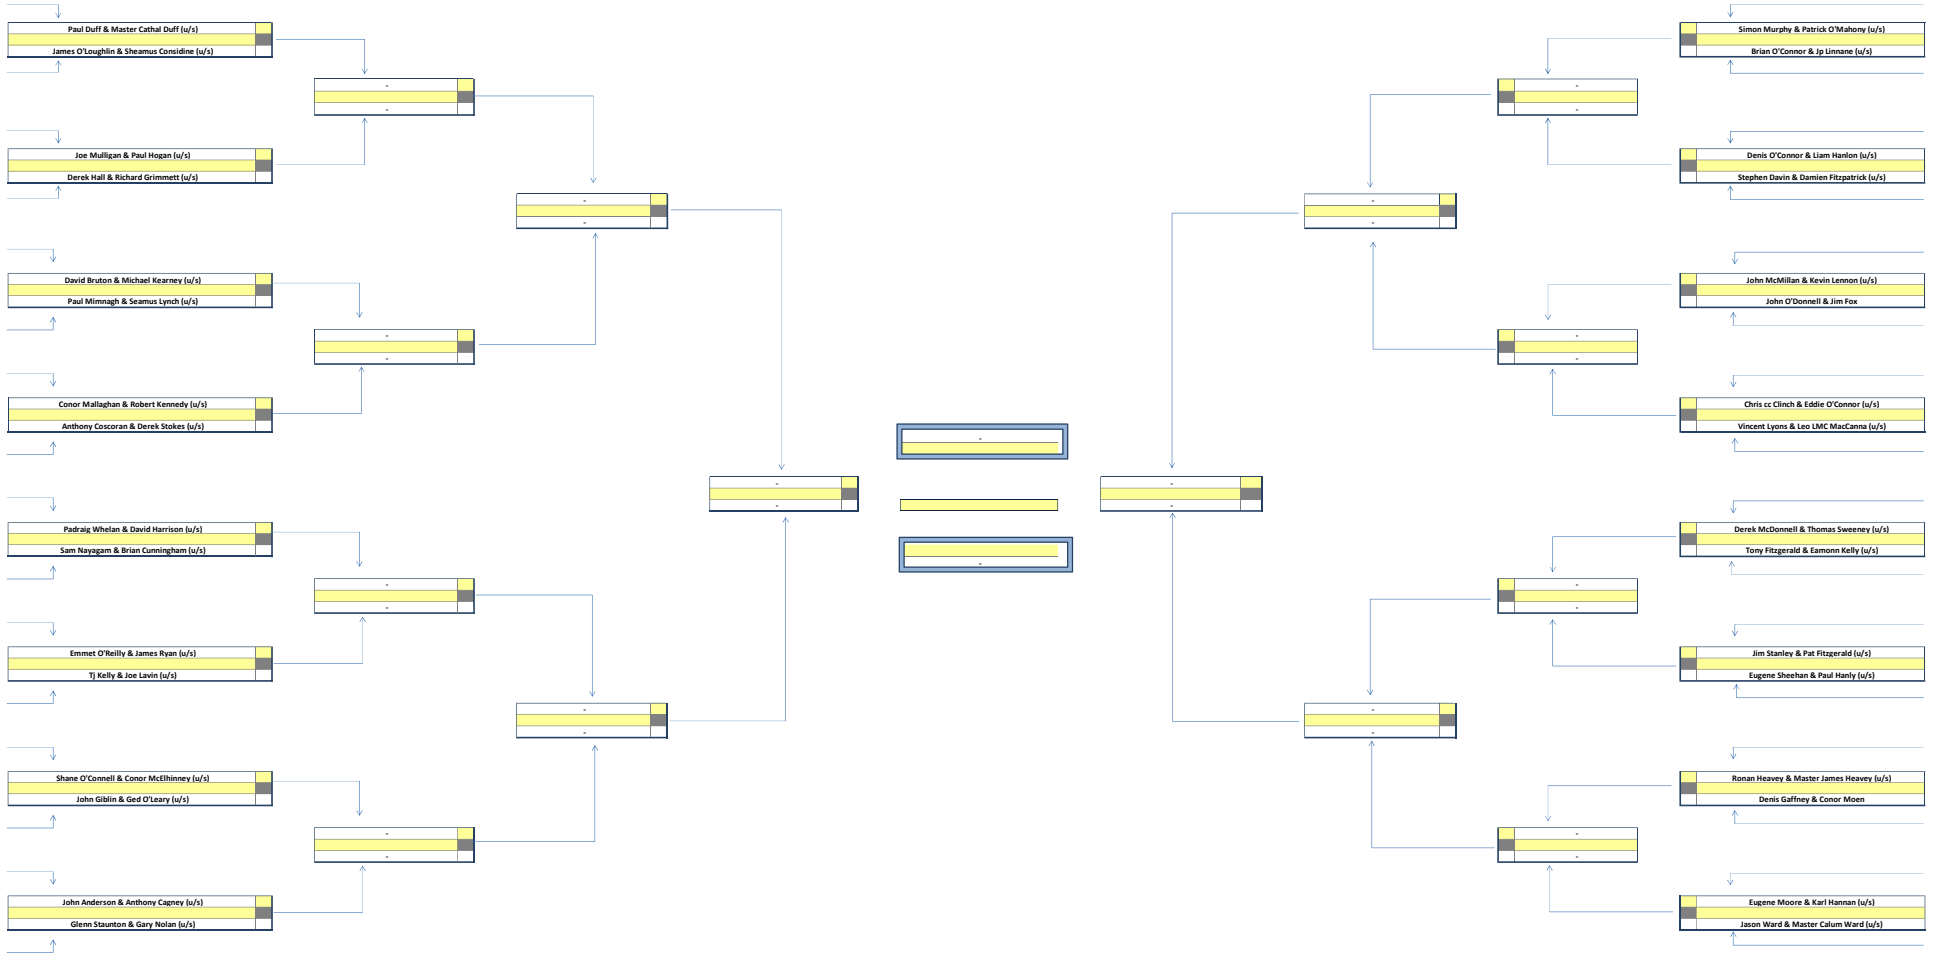 Paul Duff & Master Cathal Duff (u/s)
James O'Loughlin & Sheamus Considine (u/s)
Joe Mulligan & Paul Hogan (u/s)
Derek Hall & Richard Grimmett (u/s)
David Bruton & Michael Kearney (u/s)
Paul Mimnagh & Seamus Lynch (u/s)
Conor Mallaghan & Robert Kennedy (u/s)
Anthony Coscoran & Derek Stokes (u/s)
Padraig Whelan & David Harrison (u/s)
Sam Nayagam & Brian Cunningham (u/s)
Emmet O'Reilly & James Ryan (u/s)
Tj Kelly & Joe Lavin (u/s)
Shane O'Connell & Conor McElhinney (u/s)
John Giblin & Ged O'Leary (u/s)
John Anderson & Anthony Cagney (u/s)
Glenn Staunton & Gary Nolan (u/s)
Simon Murphy & Patrick O'Mahony (u/s)
Brian O'Connor & Jp Linnane (u/s)
Denis O'Connor & Liam Hanlon (u/s)
Stephen Davin & Damien Fitzpatrick (u/s)
John McMillan & Kevin Lennon (u/s)
John O'Donnell & Jim Fox
Chris cc Clinch & Eddie O'Connor (u/s)
Vincent Lyons & Leo LMC MacCanna (u/s)
Derek McDonnell & Thomas Sweeney (u/s)
Tony Fitzgerald & Eamonn Kelly (u/s)
Jim Stanley & Pat Fitzgerald (u/s)
Eugene Sheehan & Paul Hanly (u/s)
Ronan Heavey & Master James Heavey (u/s)
Denis Gaffney & Conor Moen
Eugene Moore & Karl Hannan (u/s)
Jason Ward & Master Calum Ward (u/s)